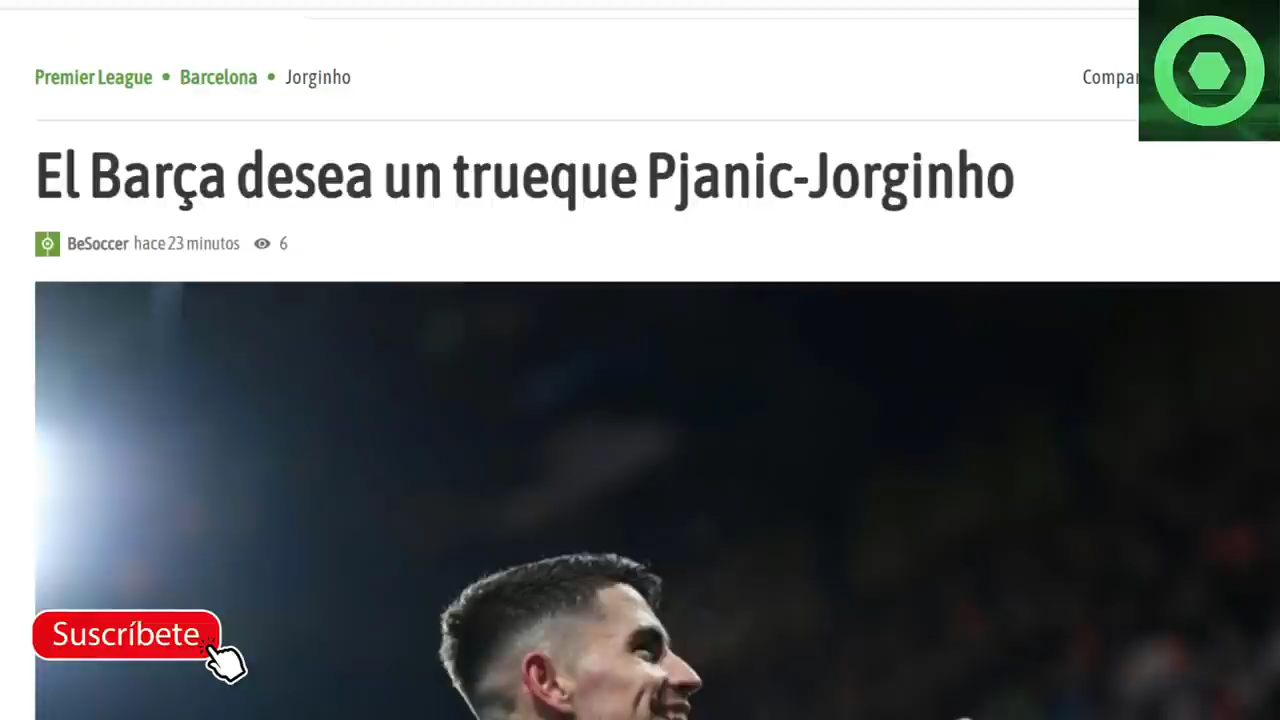 Premier League • Barcelona • Jorginho
Compar
El Barça desea un trueque Pjanic-Jorginho
BeSoccer hace 23 minutos 6
Suscríbete